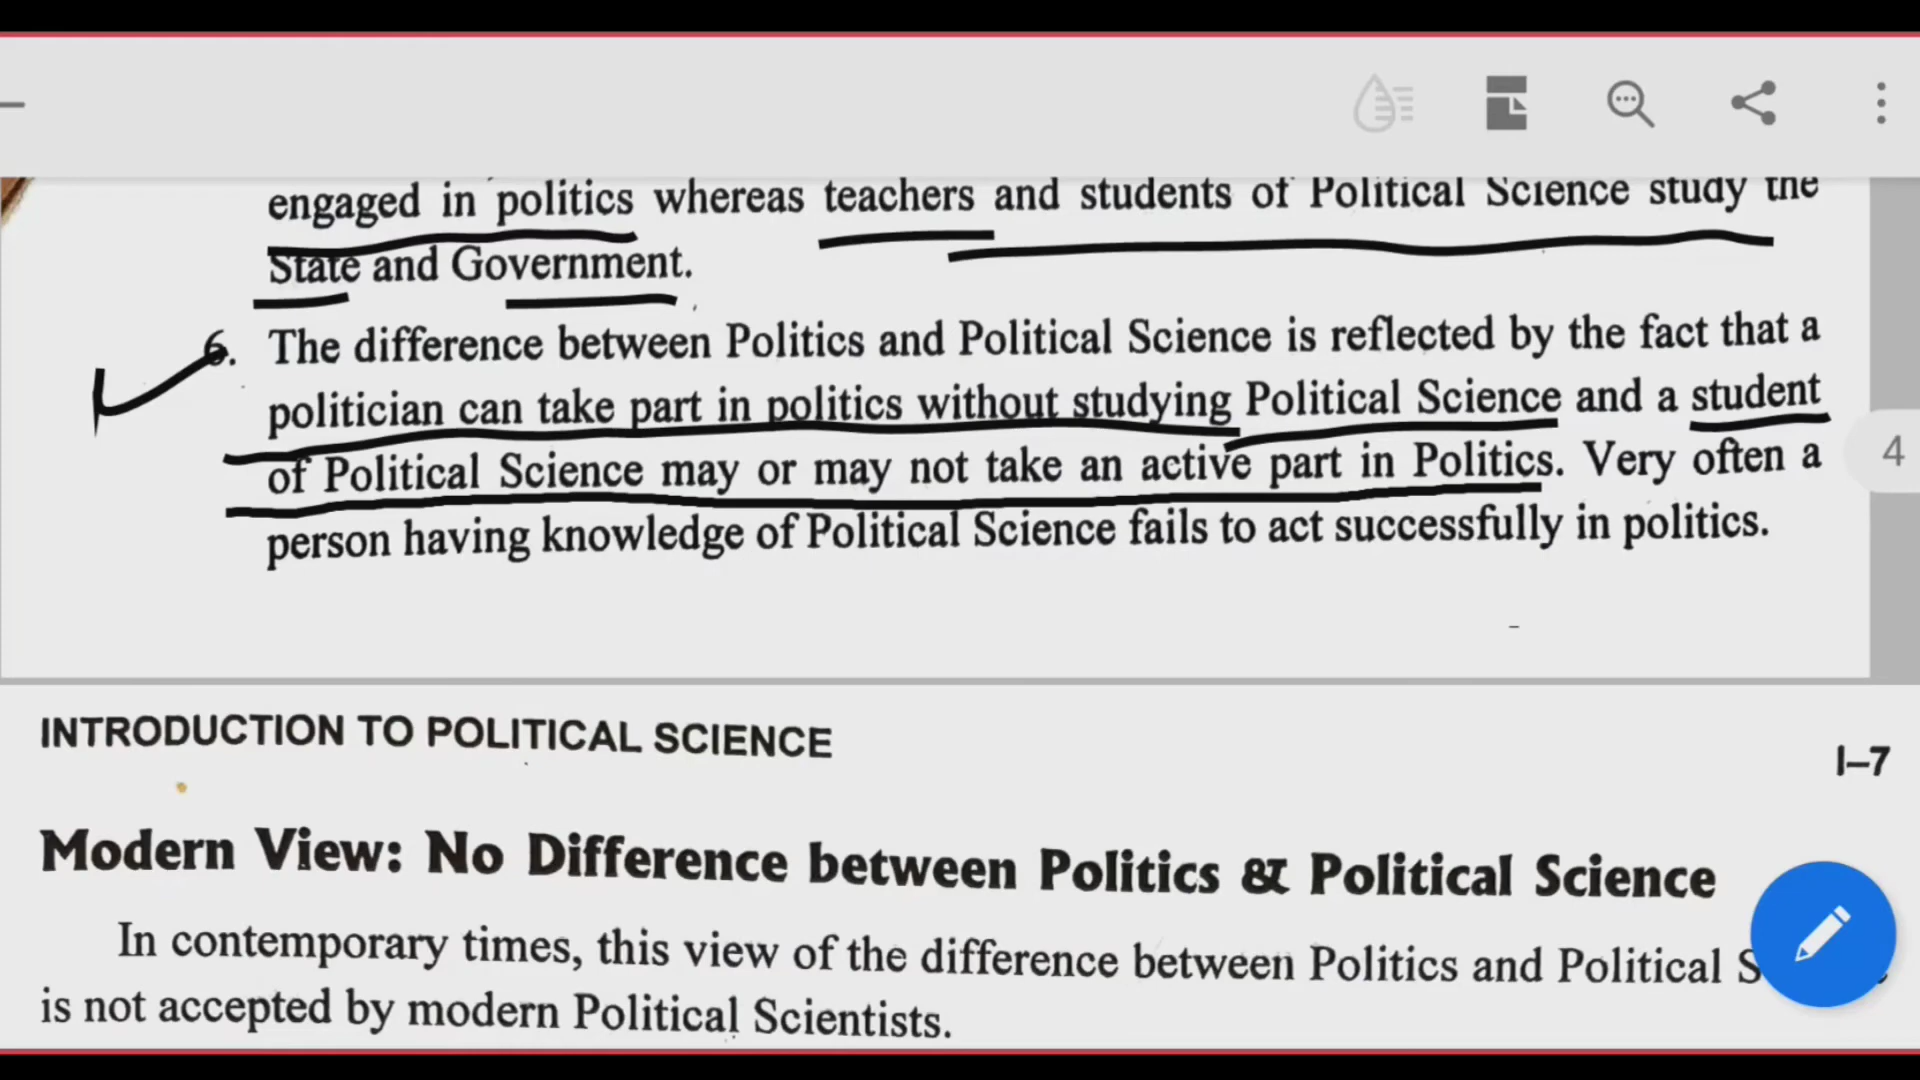 engaged in politics whereas teachers and students of Political Science study the
State and Government.
6. The difference between Politics and Political Science is reflected by the fact that a
politician can take part in politics without studying Political Science and a student
of Political Science may or may not take an active part in Politics. Very often a
person having knowledge of Political Science fails to act successfully in politics.
4
INTRODUCTION TO POLITICAL SCIENCE
I–7
Modern View: No Difference between Politics & Political Science
In contemporary times, this view of the difference between Politics and Political
is not accepted by modern Political Scientists.